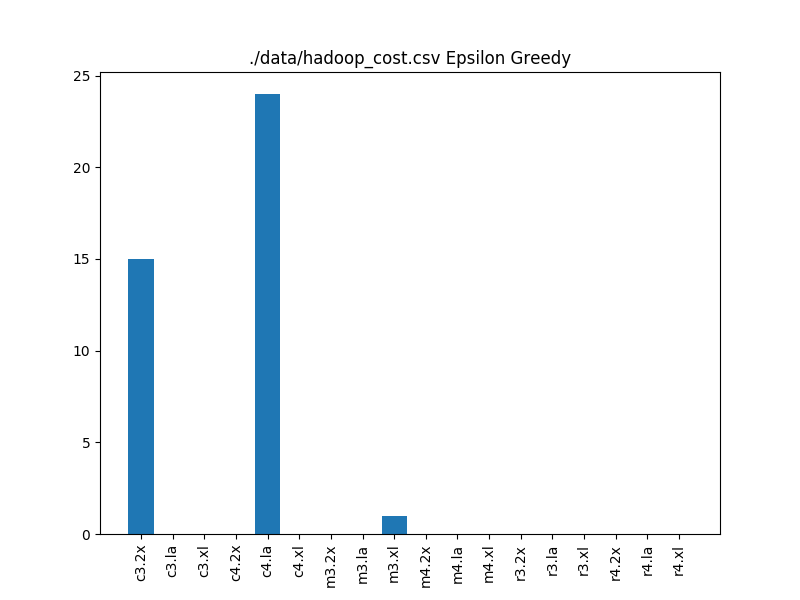 ./data/hadoop_cost.csv Epsilon Greedy
25
20
15
10
5
0
c3.2x
c3.la
c3.xl
c4.2x
c4.la
c4.xl
m3.2x
m3.la
m3.xl
m4.2x
m4.la
m4.xl
r3.2x
r3.la
r3.xl
r4.2x
r4.la
r4.xl